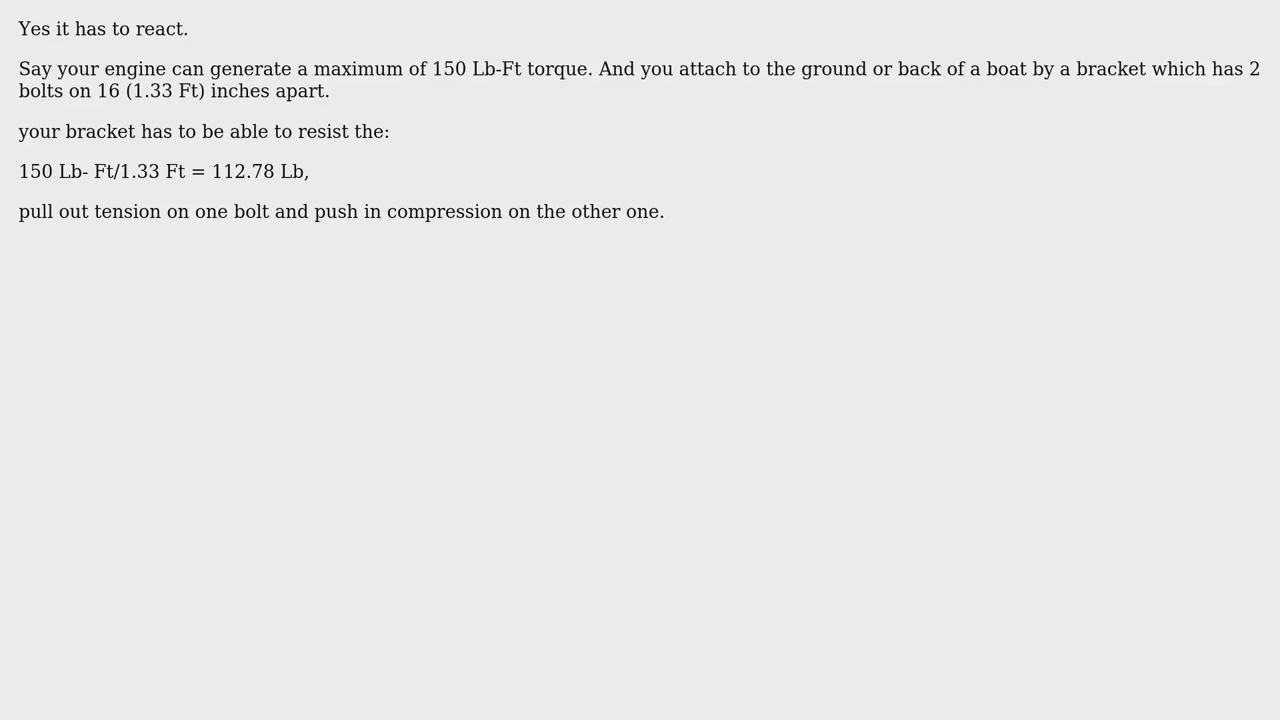 Yes it has to react.
Say your engine can generate a maximum of 150 Lb-Ft torque. And you attach to the ground or back of a boat by a bracket which has 2
bolts on 16 (1.33 Ft) inches apart.
your bracket has to be able to resist the:
150 Lb- Ft/1.33 Ft = 112.78 Lb,
pull out tension on one bolt and push in compression on the other one.